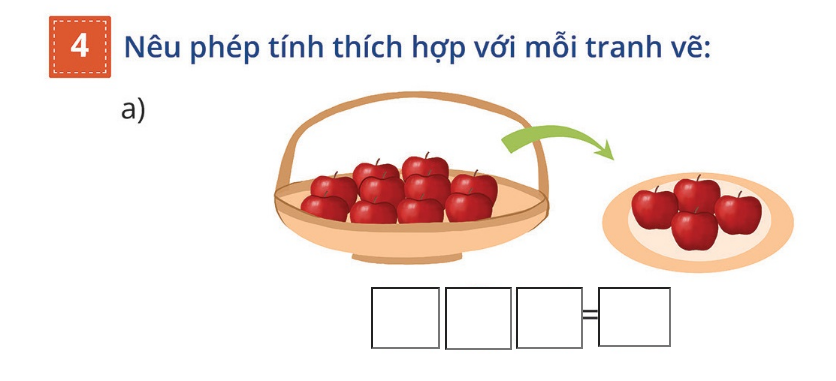 4 Nêu phép tính thích hợp với mỗi tranh vẽ:
a)
=